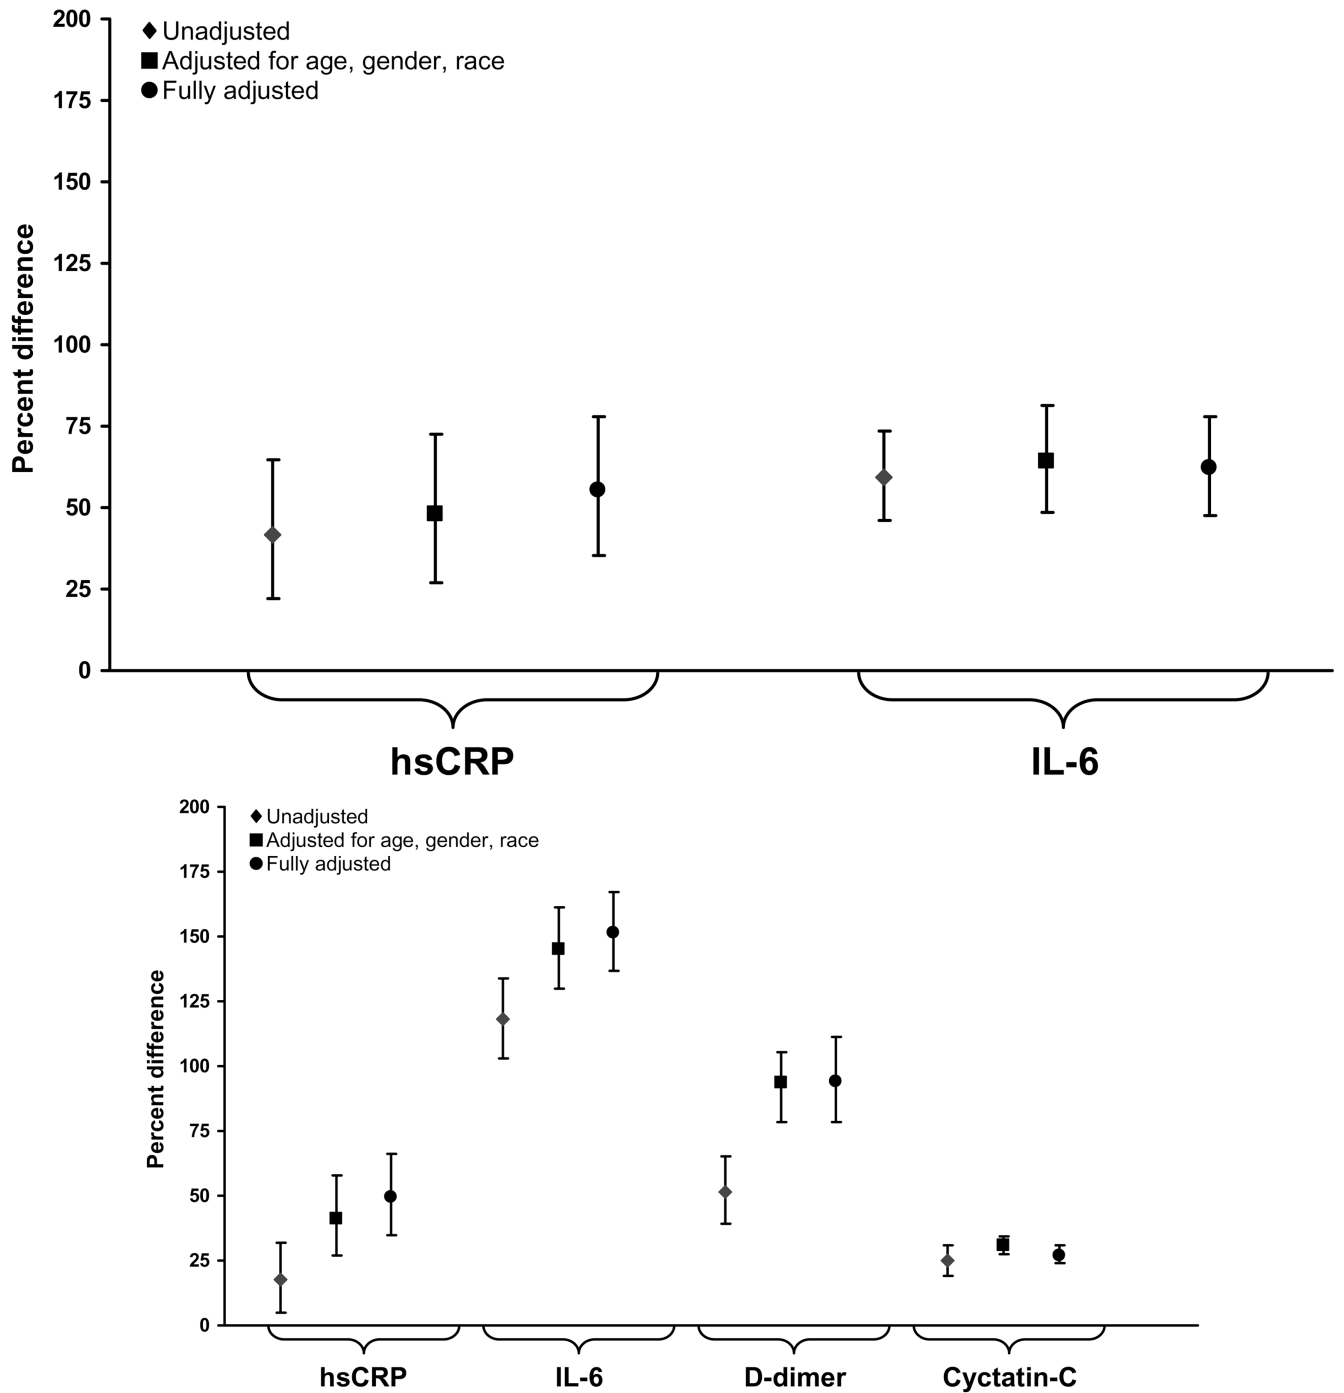 200
175
150
125
100
75
50
25
0
Percent difference
Unadjusted
Adjusted for age, gender, race
Fully adjusted
hsCRP IL-6
200
175
150
125
100
75
50
25
0
Percent difference
Unadjusted
Adjusted for age, gender, race
Fully adjusted
hsCRP IL-6 D-dimer Cyctatin-C